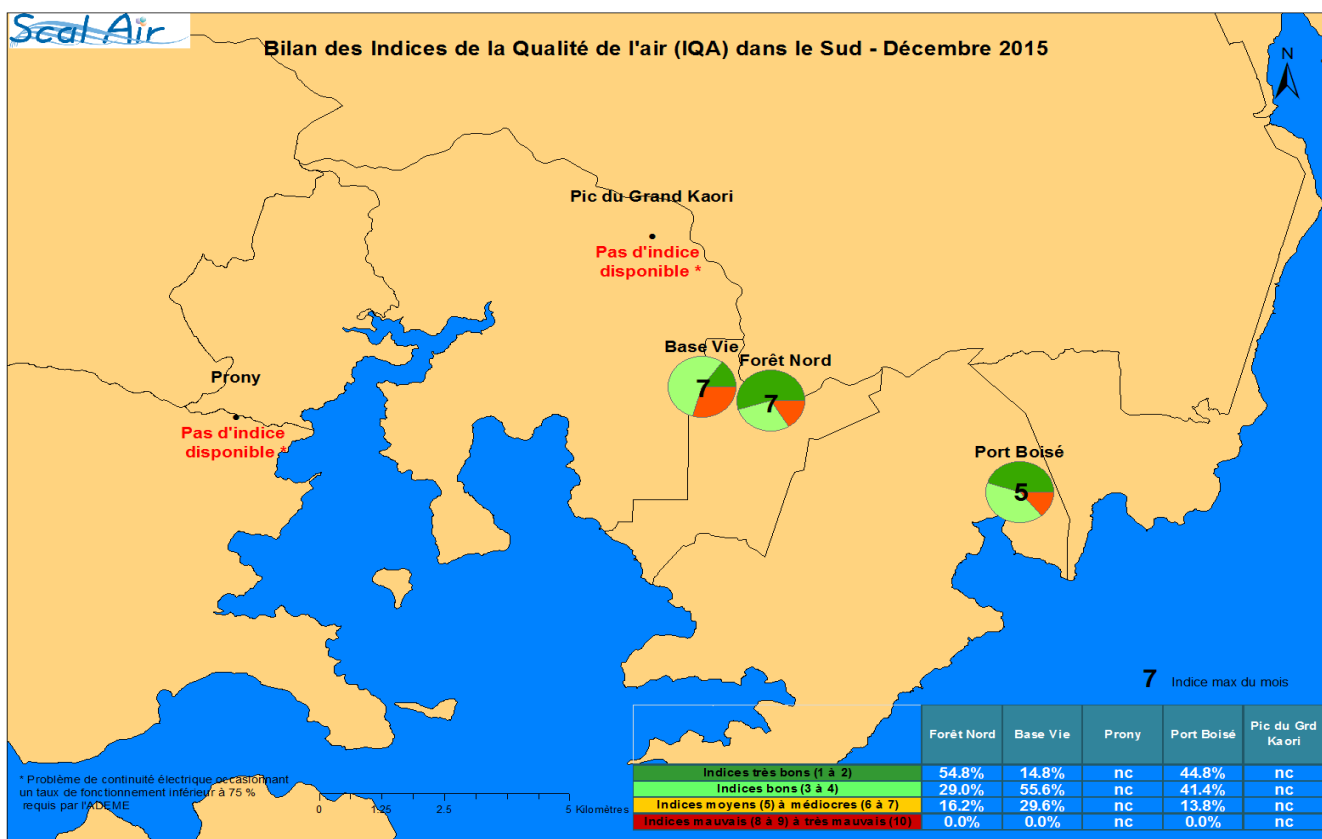 Scal Air
Bilan des Indices de la Qualité de l'air (IQA) dans le Sud - Décembre 2015
N
Pic du Grand Kaori
Pas d'indice
disponible *
Base Vie
7
Forêt Nord
7
Prony
Pas d'indice
disponible *
Port Boisé
5
7 Indice max du mois
Forêt Nord Base Vie Prony Port Boisé Pic du Grd
Kaori
Indices très bons (1 à 2) 54.8% 14.8% nc 44.8% nc
Indices bons (3 à 4) 29.0% 55.6% nc 41.4% nc
Indices moyens (5) à médiocres (6 à 7) 16.2% 29.6% nc 13.8% nc
Indices mauvais (8 à 9) à très mauvais (10) 0.0% 0.0% nc 0.0% nc
* Problème de continuité électrique occasionnant
un taux de fonctionnement inférieur à 75 %
requis par l'ADEME
0 1.25 2.5 5 Kilomètres